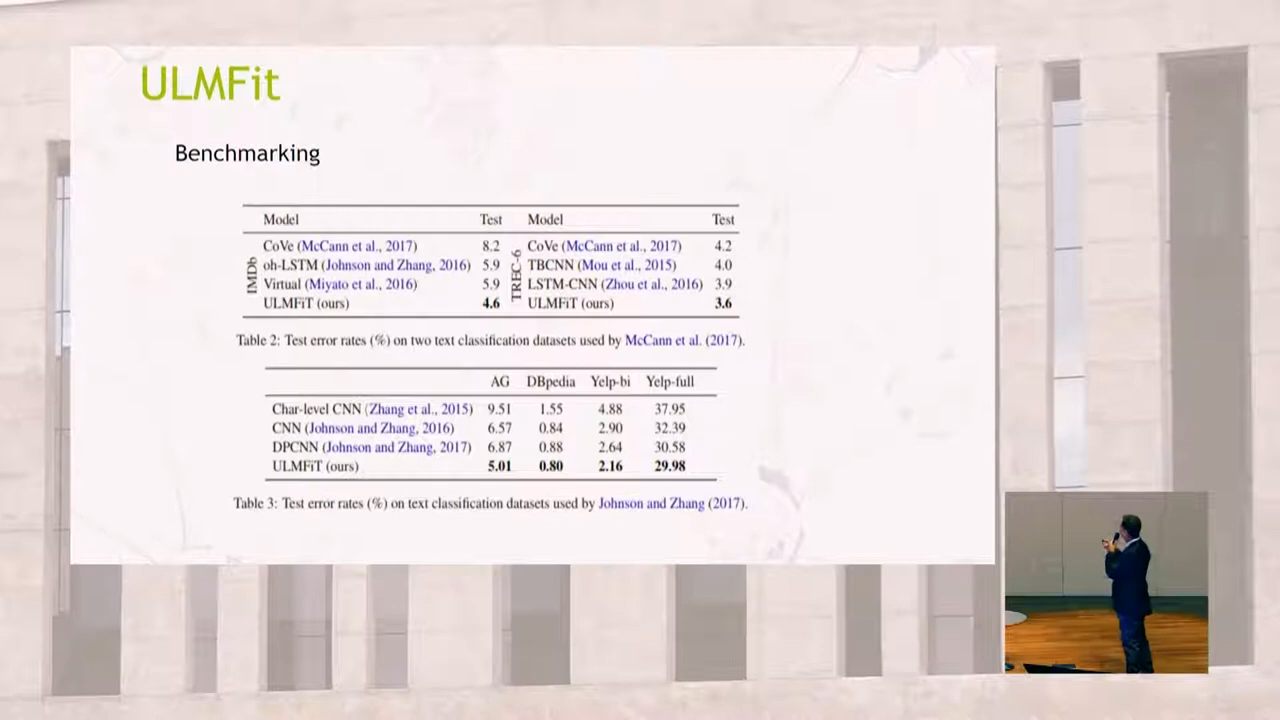 ULMFit
Benchmarking
Model Test Model Test
IMDb
TREC-6
CoVe (McCann et al., 2017) 8.2 CoVe (McCann et al., 2017) 4.2
oh-LSTM (Johnson and Zhang, 2016) 5.9 TBCNN (Mou et al., 2015) 4.0
Virtual (Miyato et al., 2016) 5.9 LSTM-CNN (Zhou et al., 2016) 3.9
ULMFiT (ours) 4.6 ULMFiT (ours) 3.6
Table 2: Test error rates (%) on two text classification datasets used by McCann et al. (2017).
AG DBpedia Yelp-bi Yelp-full
Char-level CNN (Zhang et al., 2015) 9.51 1.55 4.88 37.95
CNN (Johnson and Zhang, 2016) 6.57 0.84 2.90 32.39
DPCNN (Johnson and Zhang, 2017) 6.87 0.88 2.64 30.58
ULMFiT (ours) 5.01 0.80 2.16 29.98
Table 3: Test error rates (%) on text classification datasets used by Johnson and Zhang (2017).